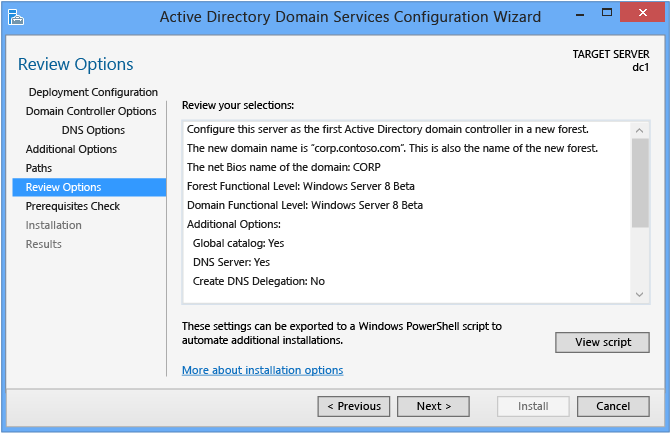 Active Directory Domain Services Configuration Wizard
Review Options
TARGET SERVER
dc1
Deployment Configuration
Domain Controller Options
DNS Options
Additional Options
Paths
Review Options
Prerequisites Check
Installation
Results
Review your selections:
Configure this server as the first Active Directory domain controller in a new forest.
The new domain name is “corp.contoso.com”. This is also the name of the new forest.
The net Bios name of the domain: CORP
Forest Functional Level: Windows Server 8 Beta
Domain Functional Level: Windows Server 8 Beta
Additional Options:
Global catalog: Yes
DNS Server: Yes
Create DNS Delegation: No
These settings can be exported to a Windows PowerShell script to
automate additional installations.
View script
More about installation options
< Previous
Next >
Install
Cancel